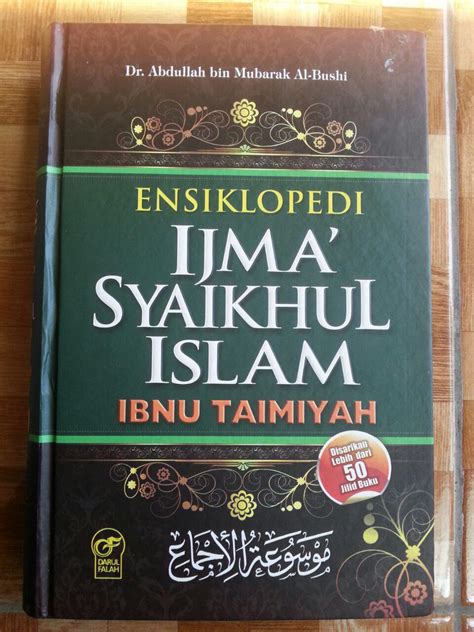 Dr. Abdullah bin Mubarak Al-Bushi
ENSIKLOPEDI
IJMA'
SYAIKHUL
ISLAM
IBNU TAIMIYAH
Disarikan
Lebih dari
50
Jilid Buku
موسوعة الإجماع
DARUL
FALAH